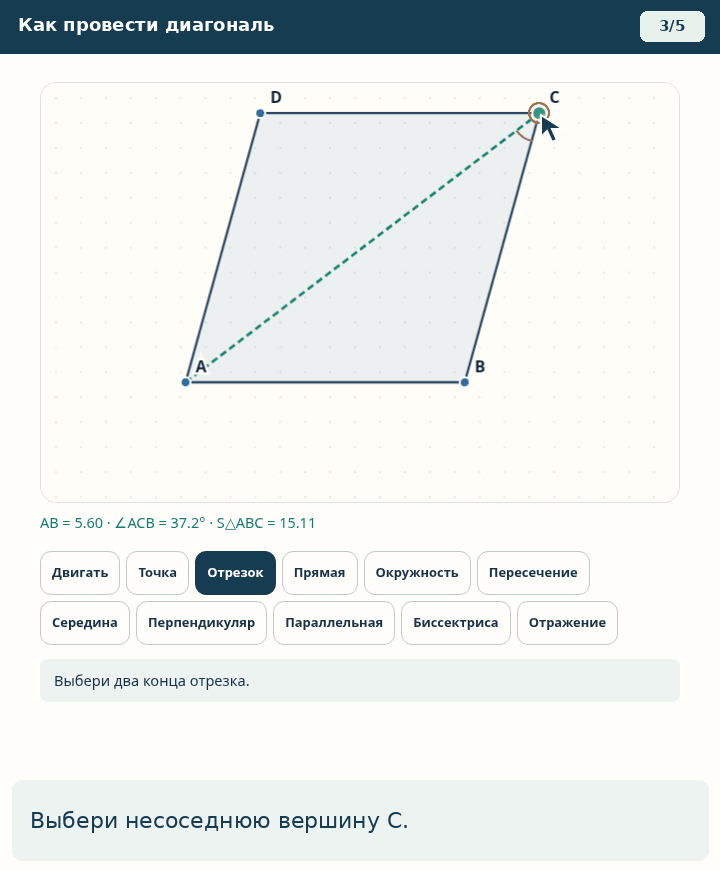 Как провести диагональ
3/5
D
C
A
B
AB = 5.60 · ∠ACB = 37.2° · S△ABC = 15.11
Двигать Точка Отрезок Прямая Окружность Пересечение
Середина Перпендикуляр Параллельная Биссектриса Отражение
Выбери два конца отрезка.
Выбери несоседнюю вершину C.